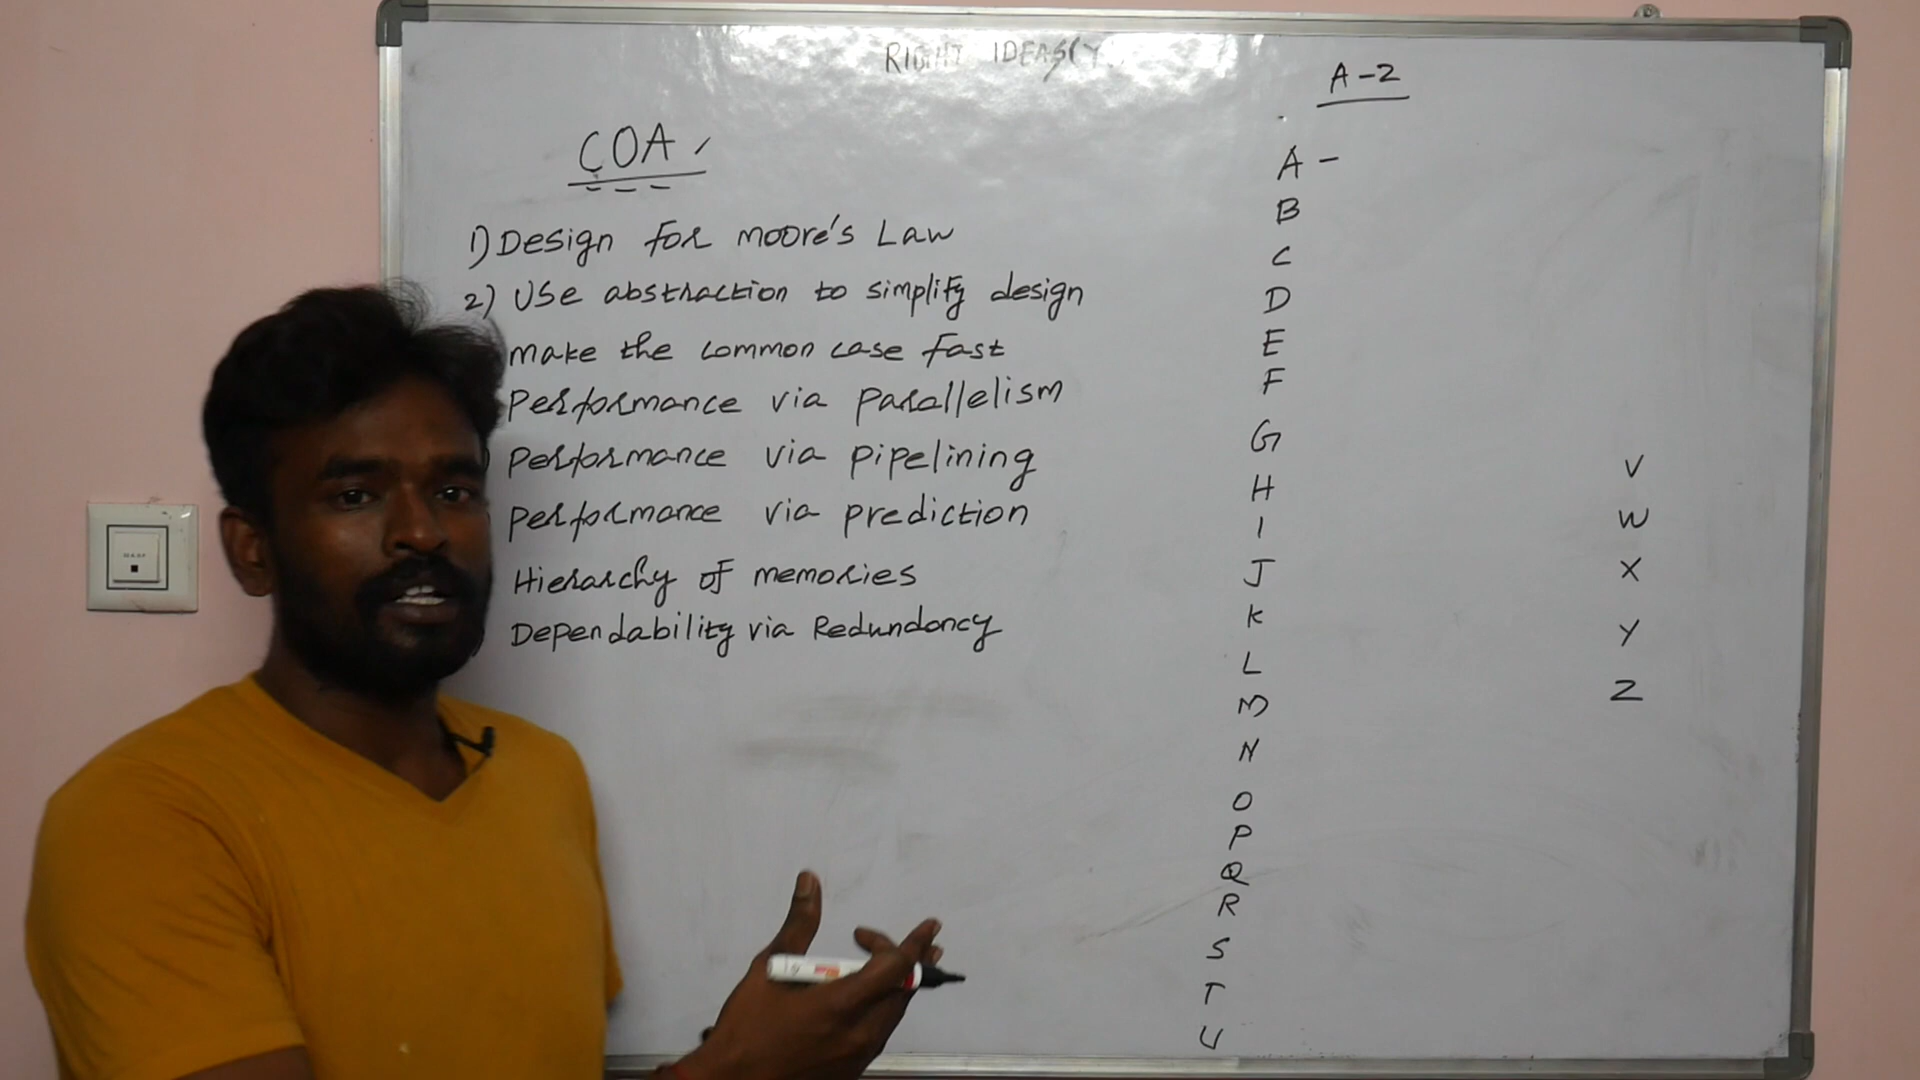 RIGHT IDEAS(Y
COA
1) Design for moore's Law
2) Use abstraction to simplify design
make the common case fast
performance via parallelism
performance via pipelining
performance via prediction
Hierarchy of memories
Dependability via Redundancy
A-Z
A -
B
C
D
E
F
G
H
I
J
K
L
M
N
O
P
Q
R
S
T
U
V
W
X
Y
Z